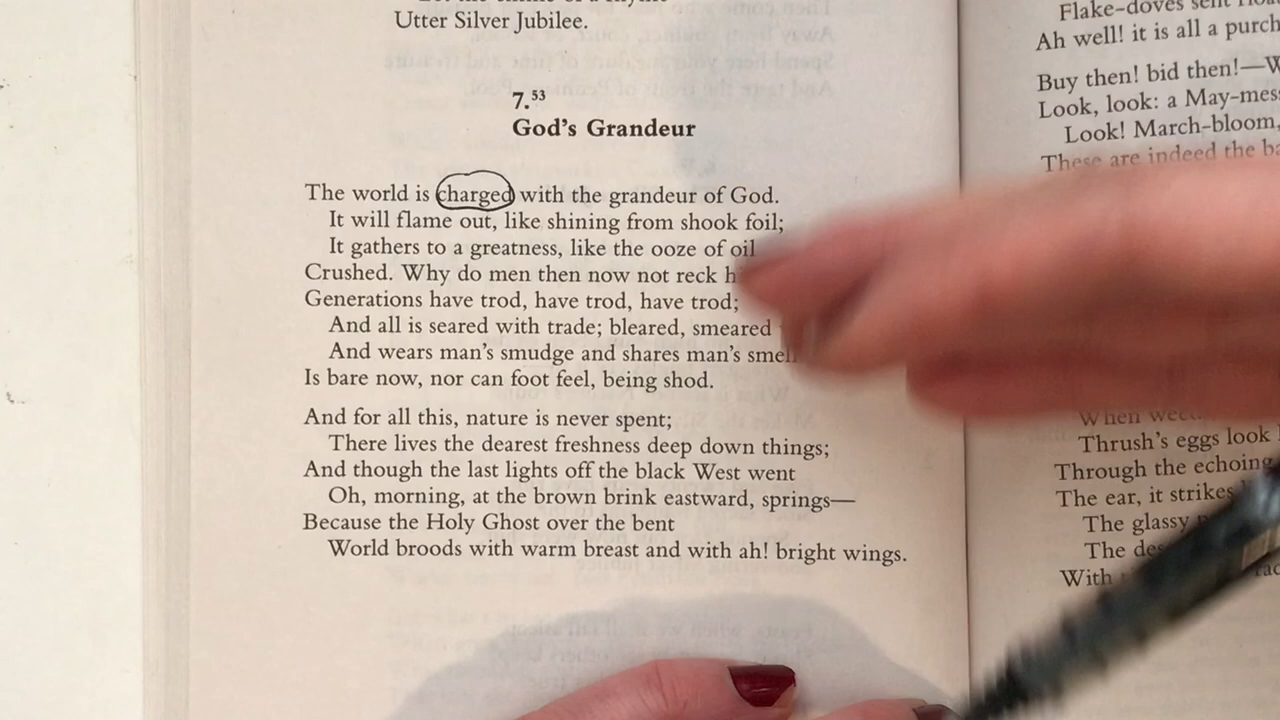 Utter Silver Jubilee.
7.53
God's Grandeur
The world is charged with the grandeur of God.
It will flame out, like shining from shook foil;
It gathers to a greatness, like the ooze of oil
Crushed. Why do men then now not reck
Generations have trod, have trod, have trod;
And all is seared with trade; bleared, smeared
And wears man's smudge and shares man's smell
Is bare now, nor can foot feel, being shod.
And for all this, nature is never spent;
There lives the dearest freshness deep down things;
And though the last lights off the black West went
Oh, morning, at the brown brink eastward, springs—
Because the Holy Ghost over the bent
World broods with warm breast and with ah! bright wings.
Flake-doves sent
Ah well! it is all a purch
Buy then! bid then!—W
Look, look: a May-mes
Look! March-bloom,
These are indeed the ba
When
Thrush's eggs look
Through the echoing
The ear, it strikes
The glassy
The
With